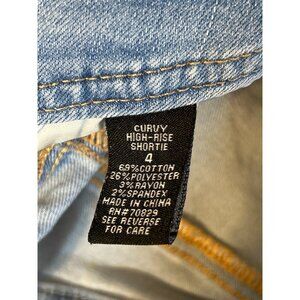 CURVY
HIGH-RISE
SHORTIE
4
69%COTTON
26%POLYESTER
3%RAYON
2%SPANDEX
MADE IN CHINA
RN#70829
SEE REVERSE
FOR CARE